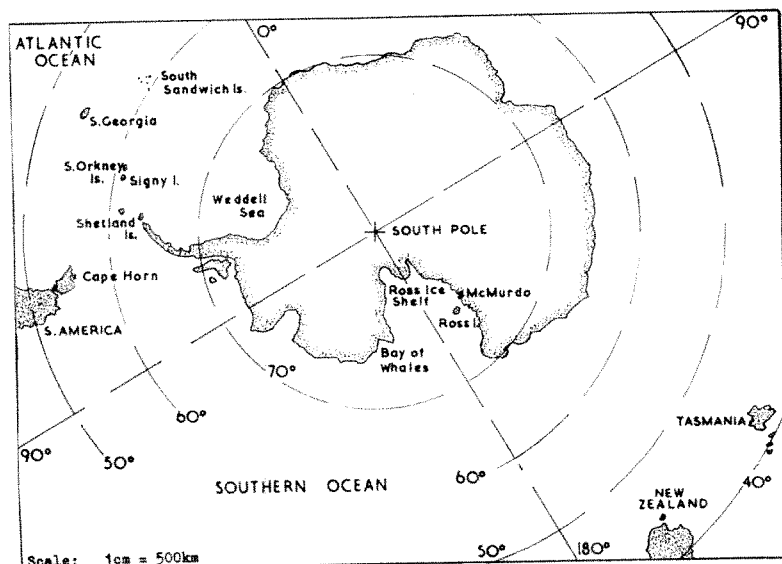 ATLANTIC
OCEAN
0°
90°
South
Sandwich Is.
S. Georgia
S. Orkney
Is.
Signy I.
Weddell
Sea
Shetland
Is.
SOUTH POLE
Cape Horn
Ross Ice
Shelf
McMurdo
Ross I.
S. AMERICA
Bay of
Whales
70°
60°
TASMANIA
90°
50°
60°
40°
SOUTHERN OCEAN
NEW
ZEALAND
50°
180°
Scale: 1cm = 500km